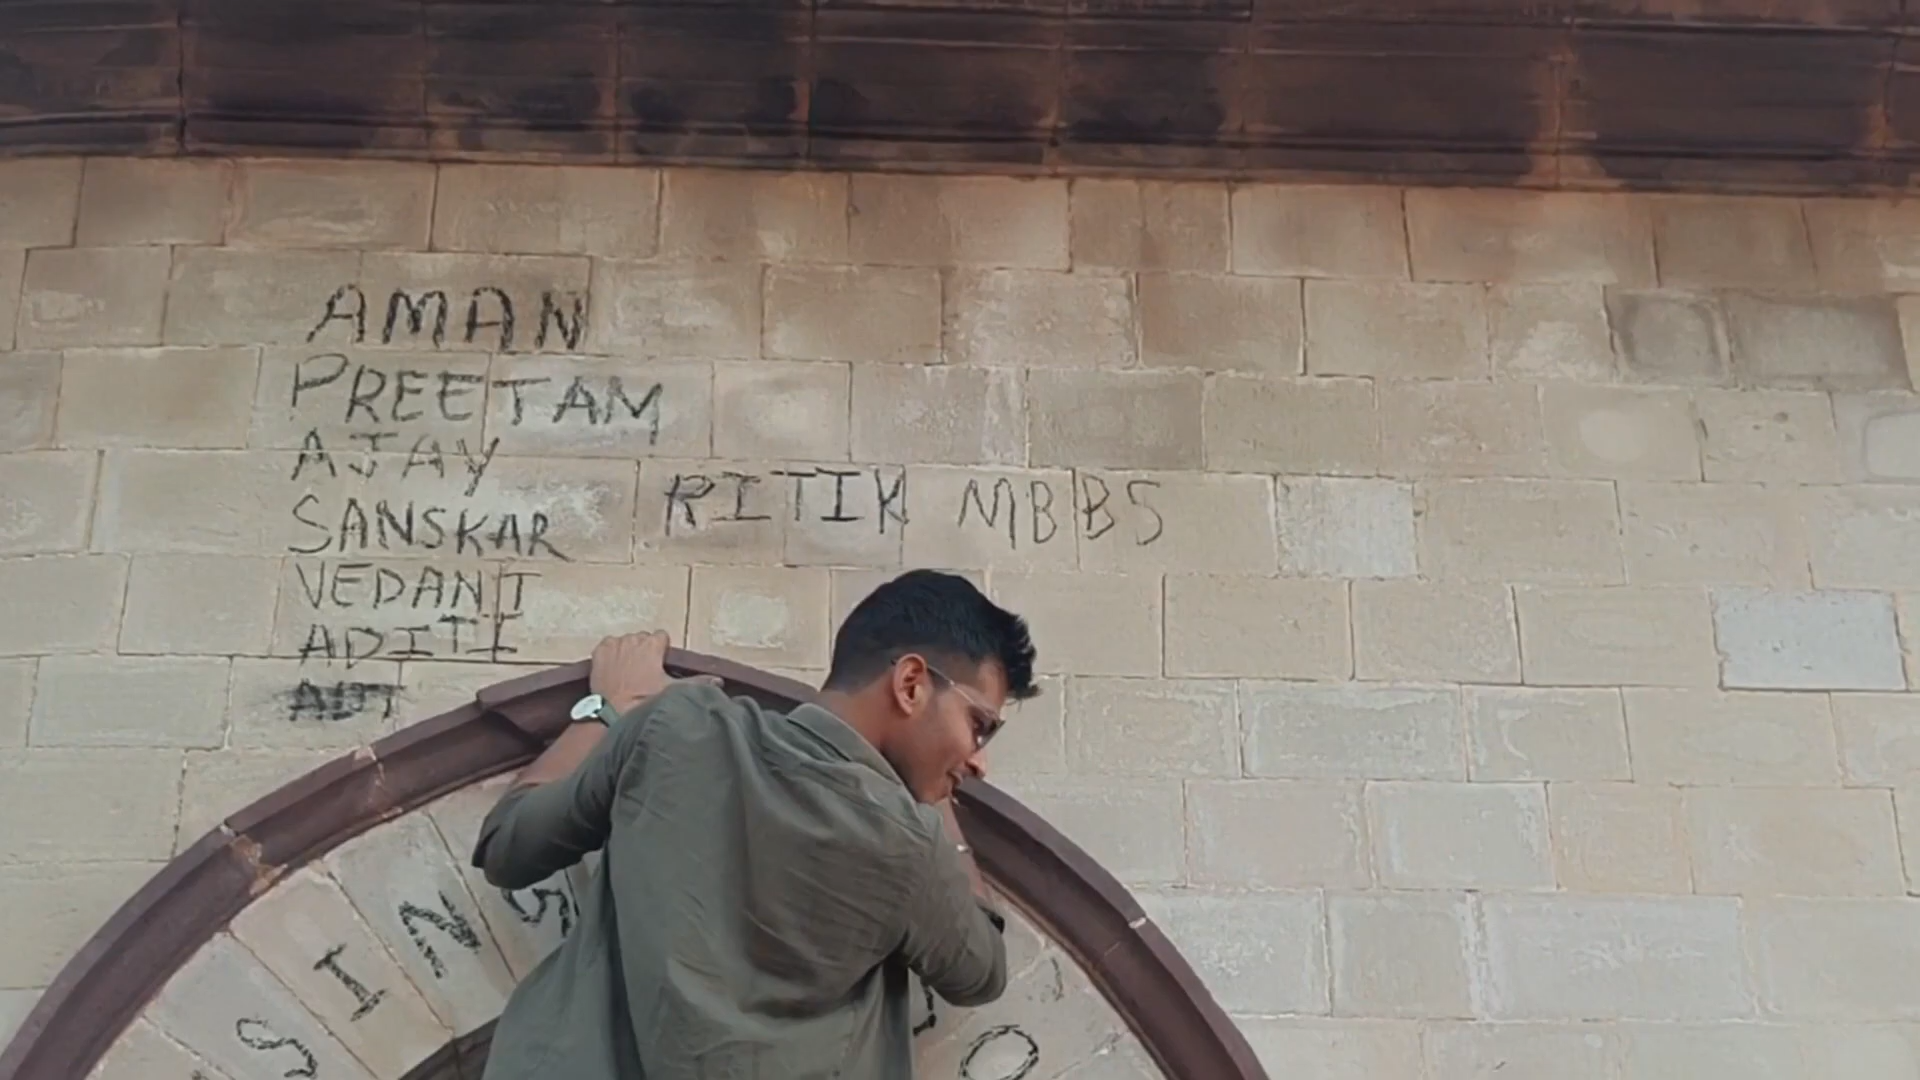 AMAN
PREETAM
AJAY
SANSKAR
RITIK MBBS
VEDANT
ADITI